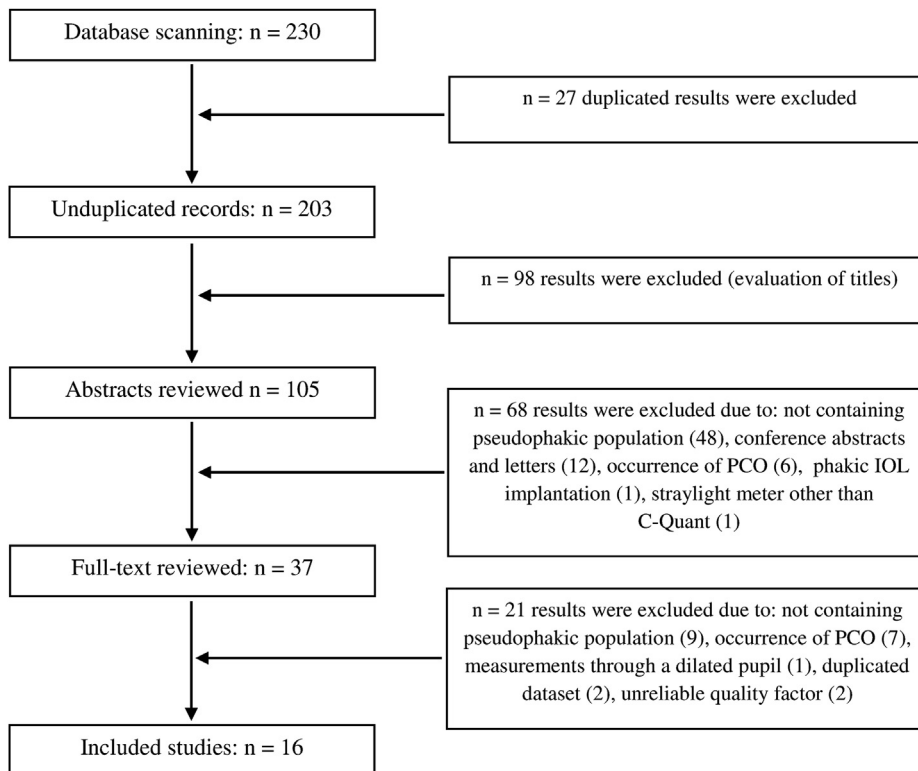 Database scanning: n = 230
n = 27 duplicated results were excluded
Unduplicated records: n = 203
n = 98 results were excluded (evaluation of titles)
Abstracts reviewed n = 105
n = 68 results were excluded due to: not containing
pseudophakic population (48), conference abstracts
and letters (12), occurrence of PCO (6), phakic IOL
implantation (1), straylight meter other than
C-Quant (1)
Full-text reviewed: n = 37
n = 21 results were excluded due to: not containing
pseudophakic population (9), occurrence of PCO (7),
measurements through a dilated pupil (1), duplicated
dataset (2), unreliable quality factor (2)
Included studies: n = 16